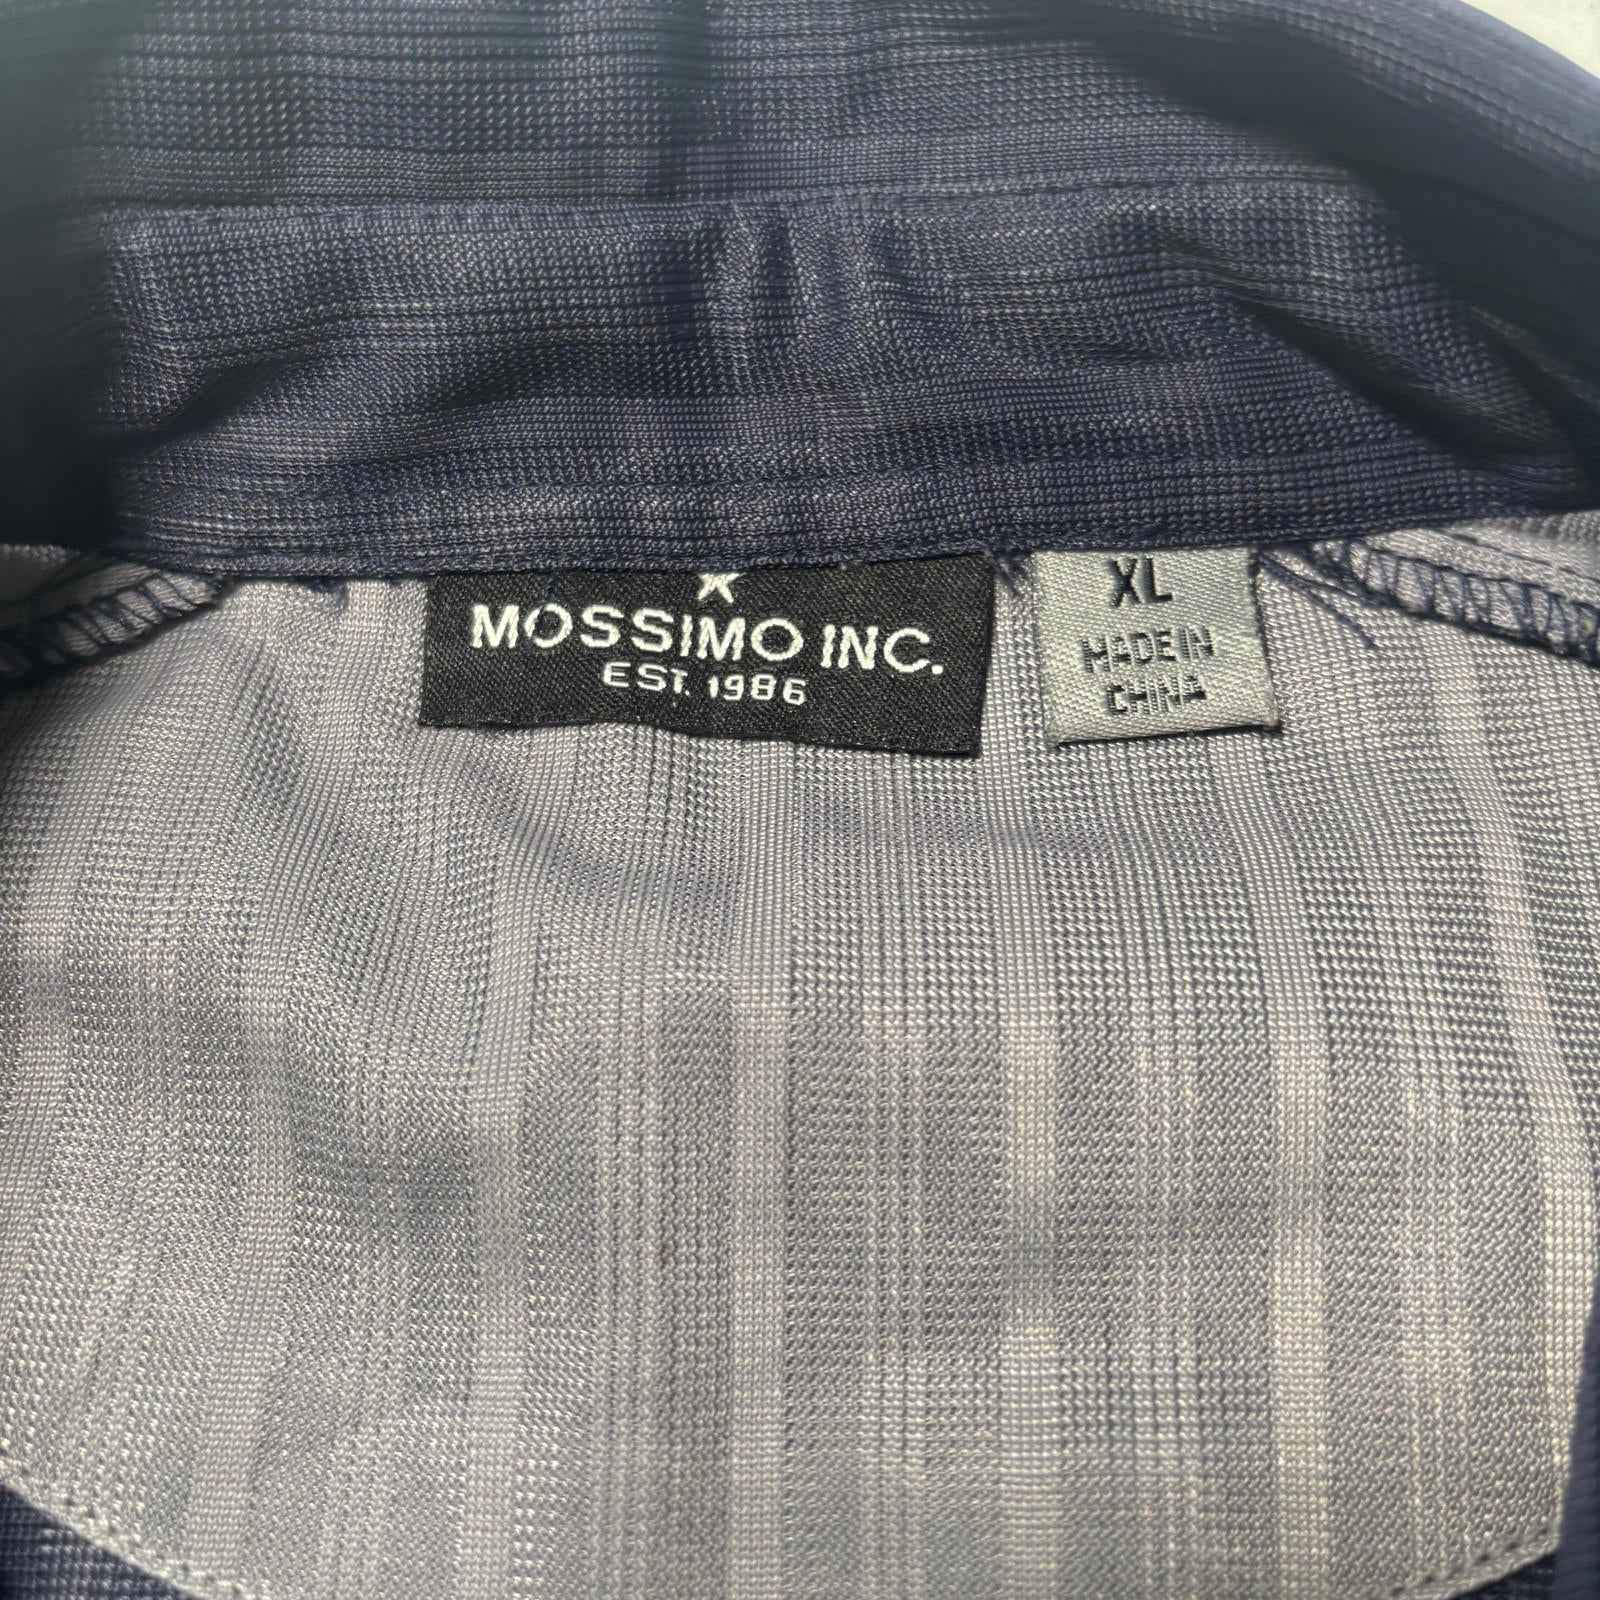 MOSSIMO INC.
EST. 1986
XL
MADE IN
CHINA